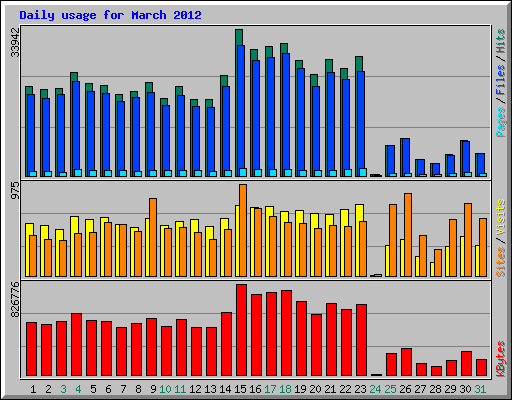 Daily usage for March 2012
33942
Pages / Files / Hits
975
Sites / Visits
826776
KBytes
1 2 3 4 5 6 7 8 9 10 11 12 13 14 15 16 17 18 19 20 21 22 23 24 25 26 27 28 29 30 31